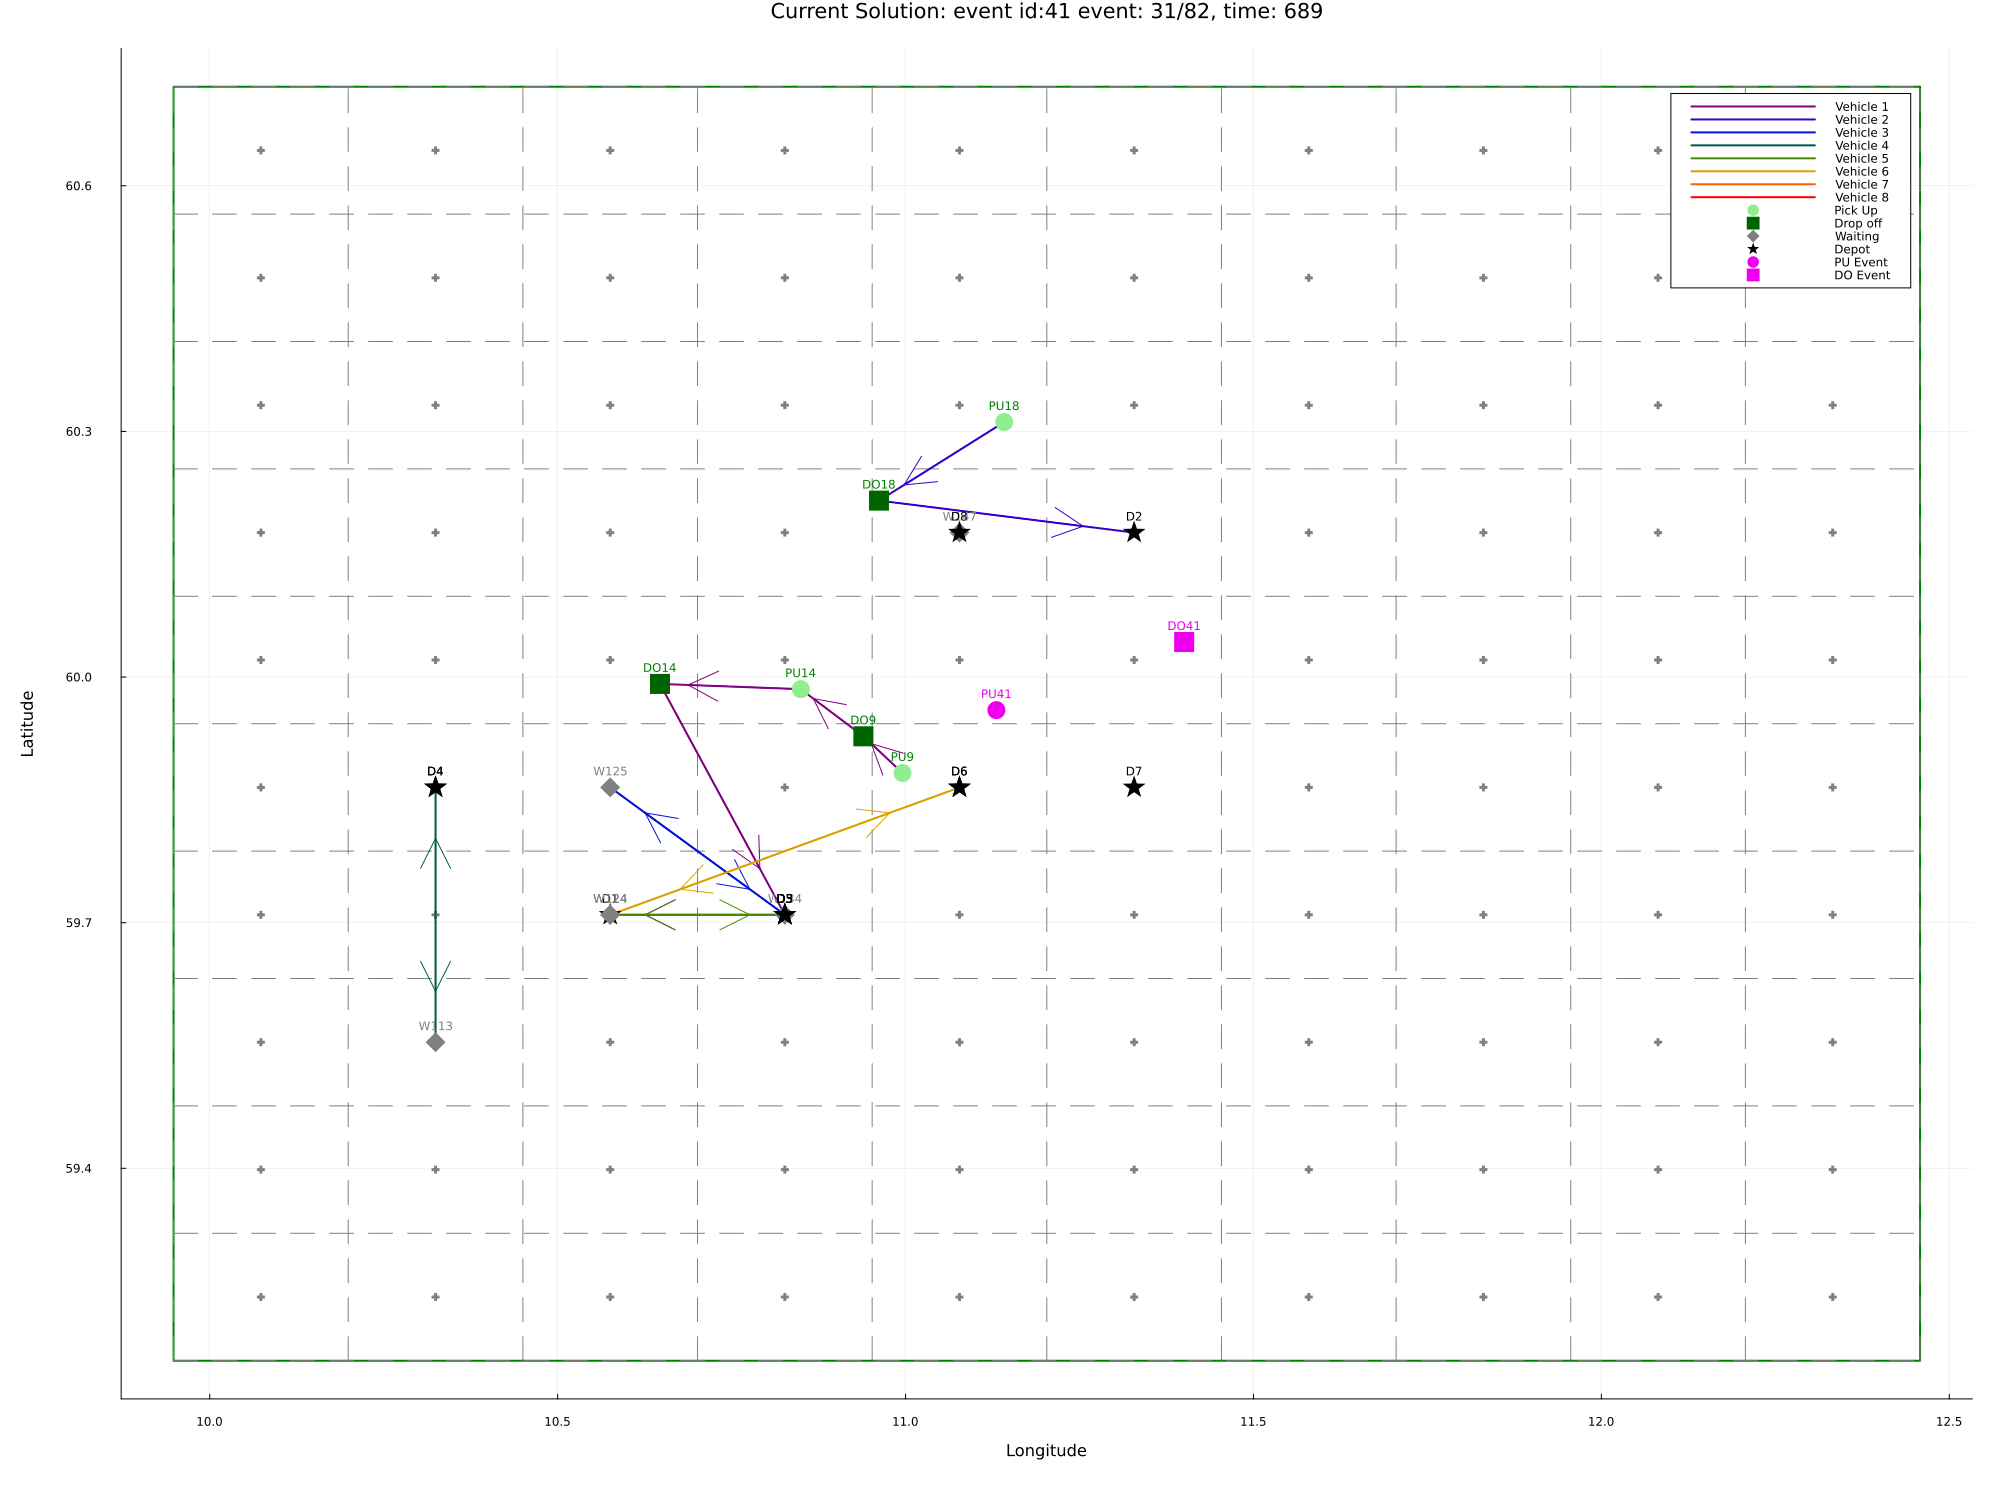 Current Solution: event id:41 event: 31/82, time: 689
Vehicle 1
Vehicle 2
Vehicle 3
Vehicle 4
Vehicle 5
Vehicle 6
Vehicle 7
Vehicle 8
Pick Up
Drop off
Waiting
Depot
PU Event
DO Event
60.6
60.3
60.0
59.7
59.4
Latitude
PU18
DO18
D8
D2
DO41
DO14
PU14
PU41
DO9
PU9
D4
W125
D6
D7
W113
10.0
10.5
11.0
11.5
12.0
12.5
Longitude